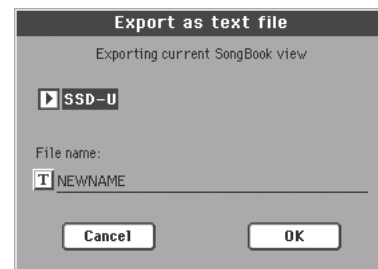 Export as text file
Exporting current SongBook view
SSD-U
File name:
T NEWNAME
Cancel OK